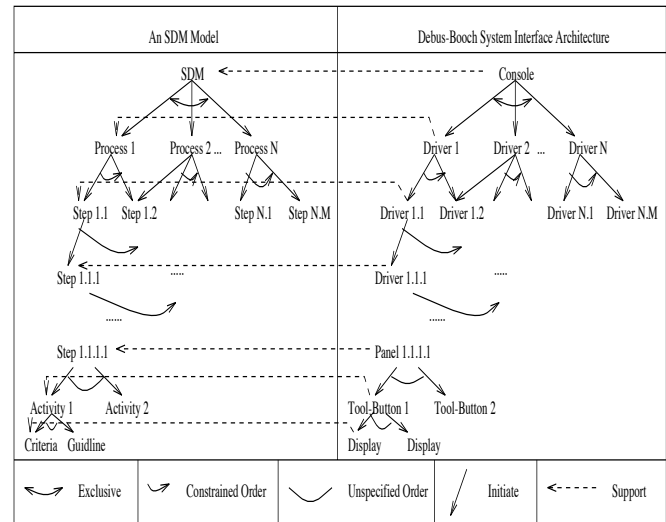 An SDM Model Debus-Booch System Interface Architecture
SDM Console
Process 1 Process 2 ... Process N Driver 1 Driver 2 ... Driver N
Step 1.1 Step 1.2 Step N.1 Step N.M Driver 1.1 Driver 1.2 Driver N.1 Driver N.M
Step 1.1.1 ..... Driver 1.1.1 .....
...... ......
Step 1.1.1.1 Panel 1.1.1.1
Activity 1 Activity 2 Tool-Button 1 Tool-Button 2
Criteria Guidline Display Display
Exclusive Constrained Order Unspecified Order Initiate Support